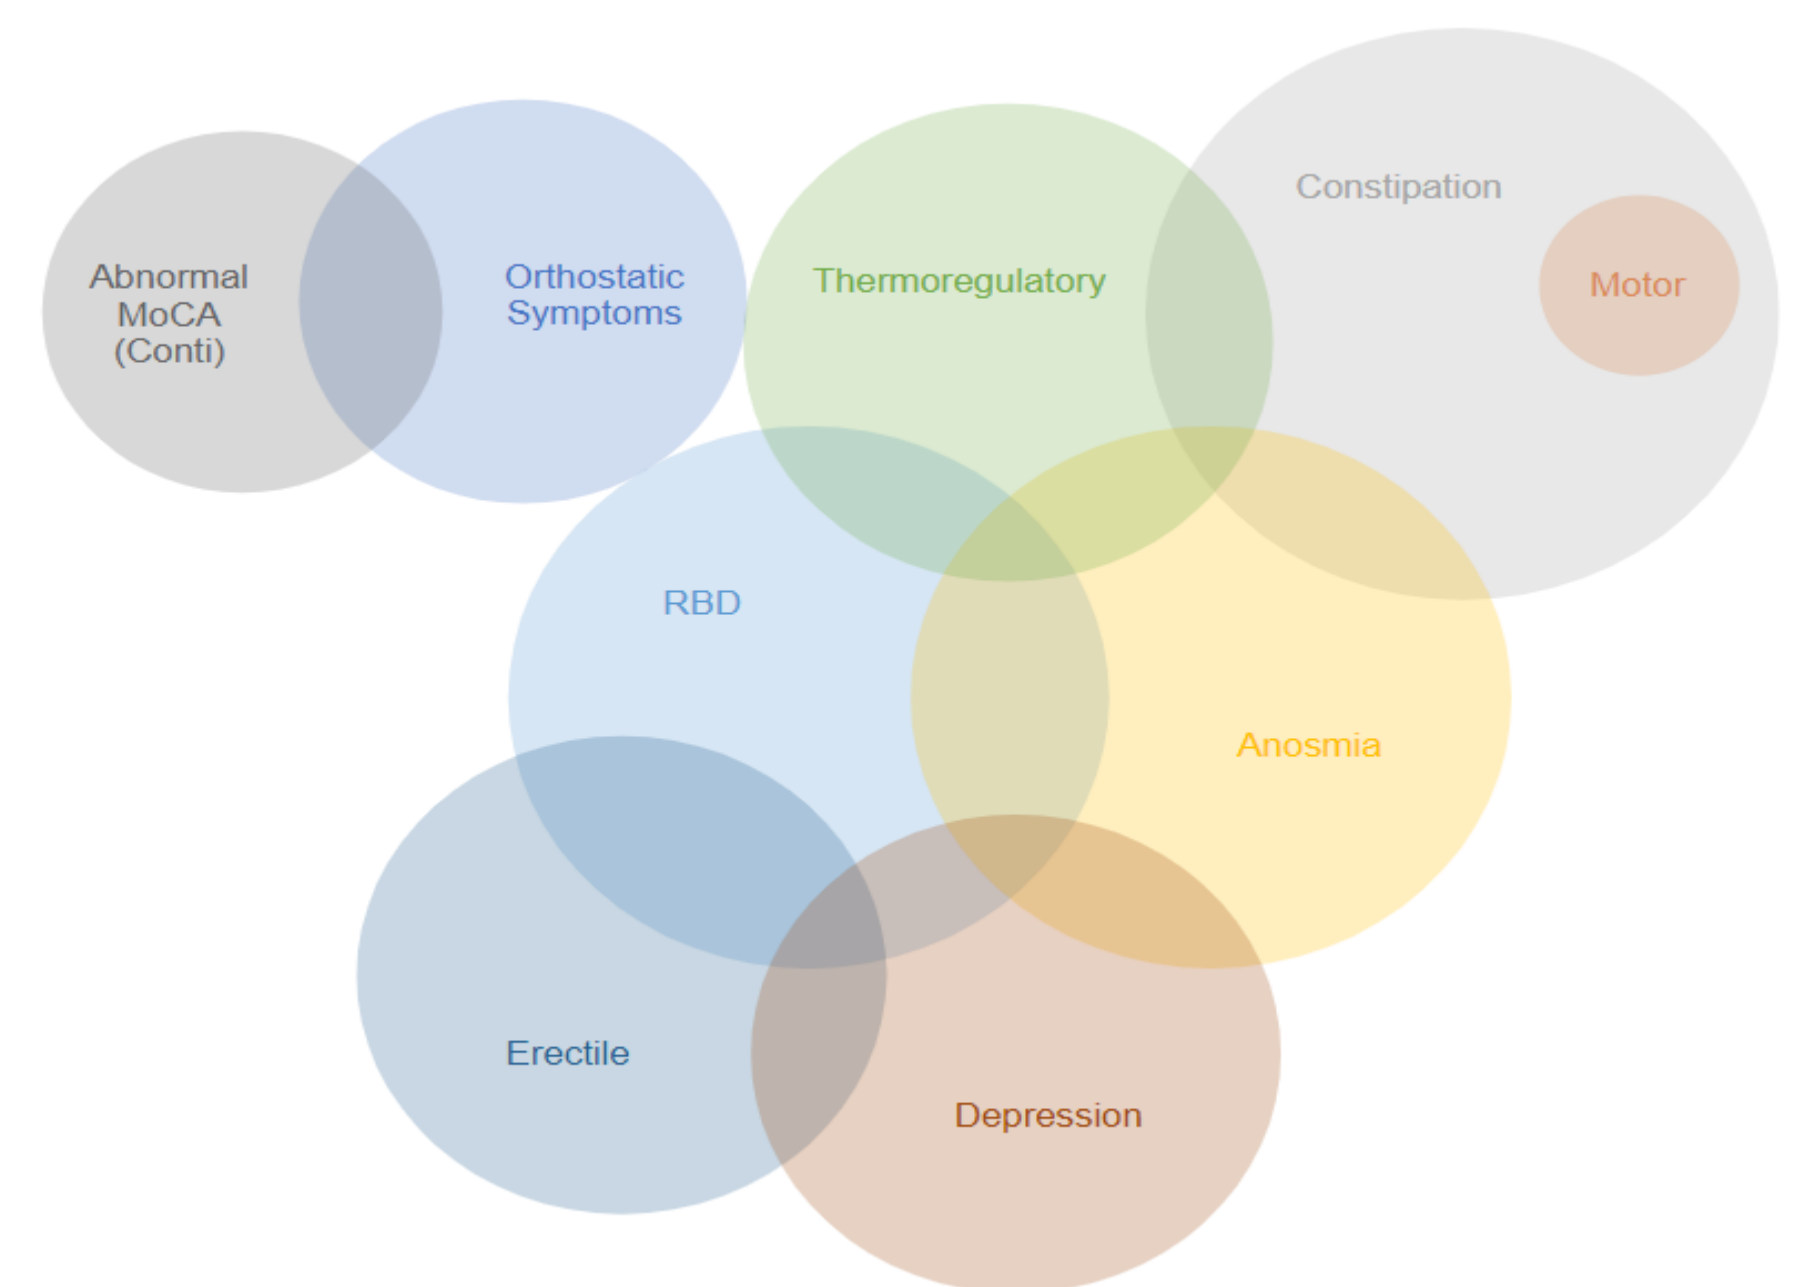 Abnormal
MoCA
(Conti)
Orthostatic
Symptoms
Thermoregulatory
Constipation
Motor
RBD
Anosmia
Erectile
Depression